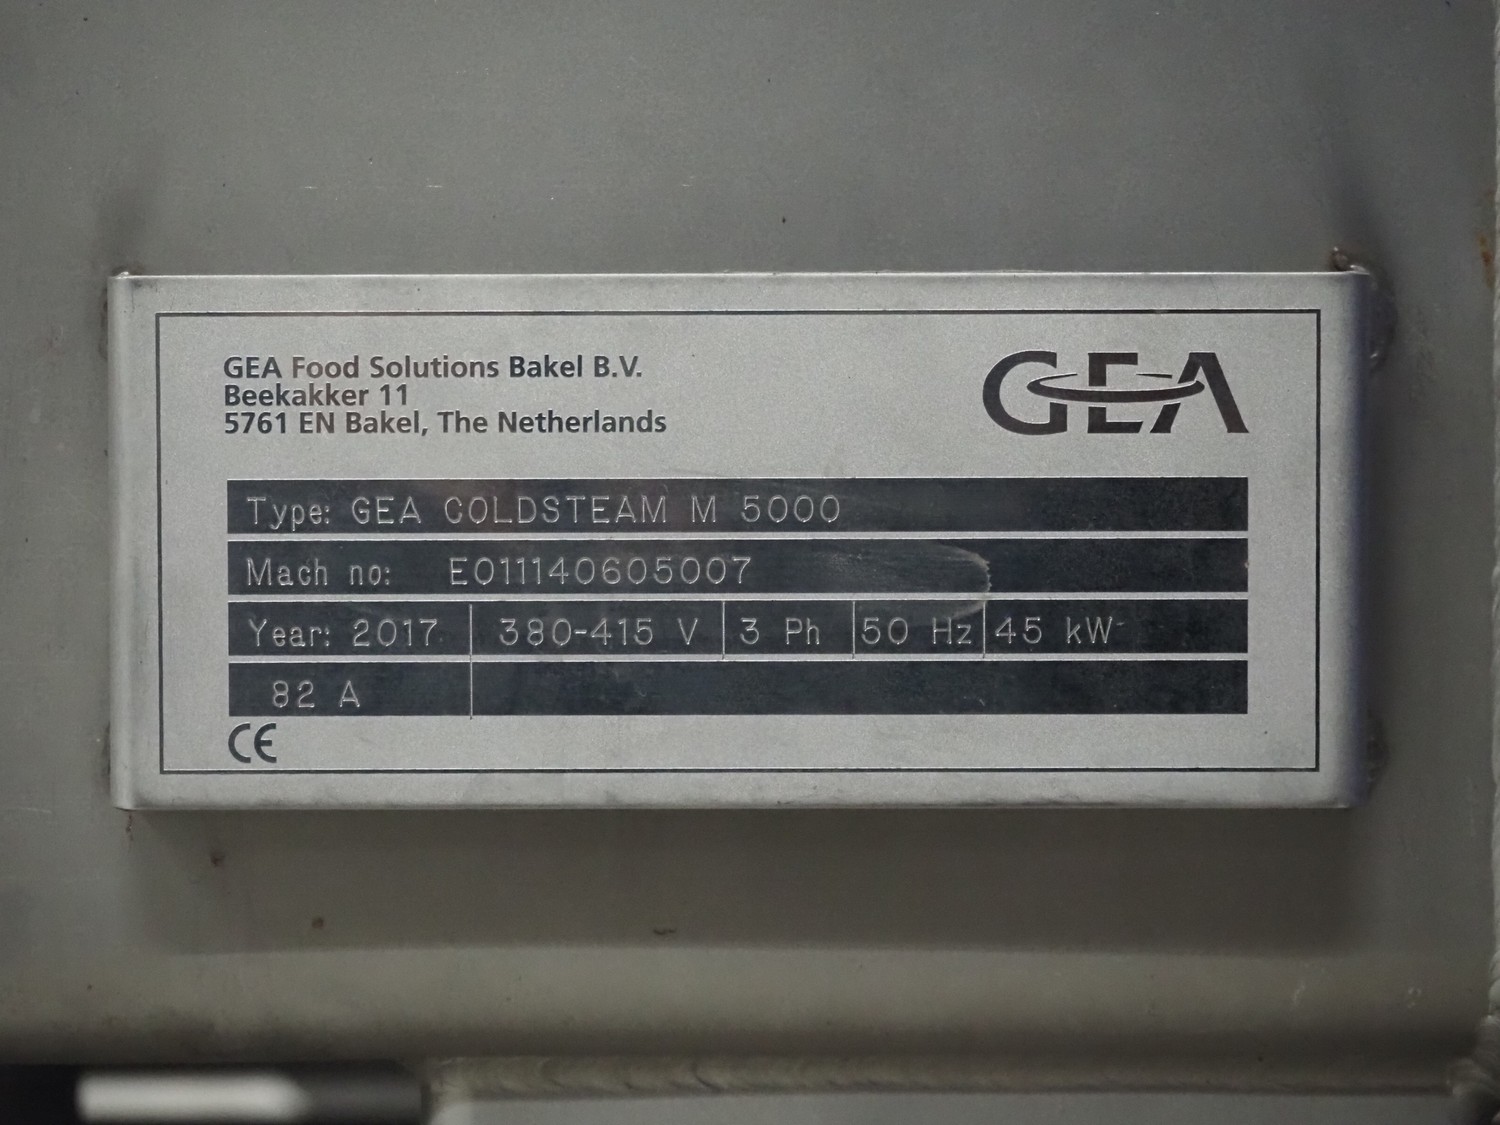 GEA Food Solutions Bakel B.V.
Beekakker 11
5761 EN Bakel, The Netherlands
GEA
Type: GEA COLDSTEAM M 5000
Mach no: E011140605007
Year: 2017 380-415 V 3 Ph 50 Hz 45 kW
82 A
CE